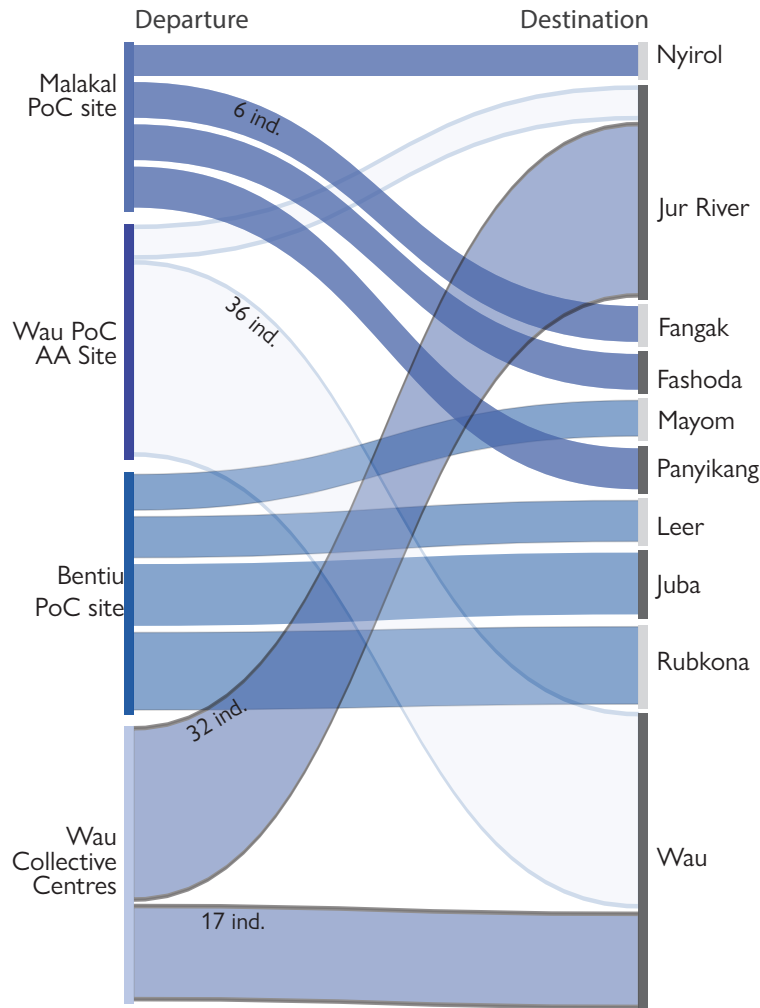 Departure
Destination
Malakal
PoC site
Wau PoC
AA Site
Bentiu
PoC site
Wau
Collective
Centres
6 ind.
36 ind.
32 ind.
17 ind.
Nyirol
Jur River
Fangak
Fashoda
Mayom
Panyikang
Leer
Juba
Rubkona
Wau